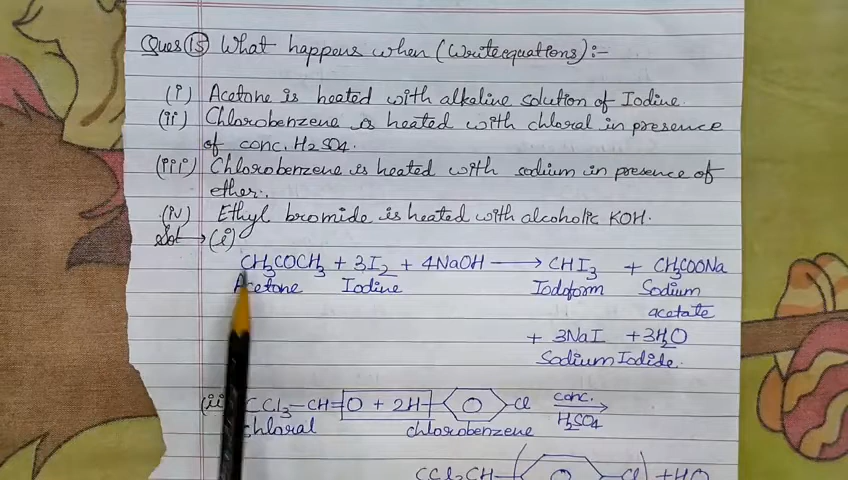 Ques (15) What happens when (Write equations) :-
(i) Acetone is heated with alkaline solution of Iodine.
(ii) Chlorobenzene is heated with chloral in presence
of conc. H2SO4.
(iii) Chlorobenzene is heated with sodium in presence of
ether.
(iv) Ethyl bromide is heated with alcoholic KOH.
Sol → (i)
CH3COCH3 + 3I2 + 4NaOH → CHI3 + CH3COONa
Acetone Iodine Iodoform Sodium
acetate
+ 3NaI + 3H2O
Sodium Iodide.
(ii) CCl3-CH=O + 2H- Cl conc. H2SO4 →
chloral chlorobenzene
CCl3CH Cl + H2O